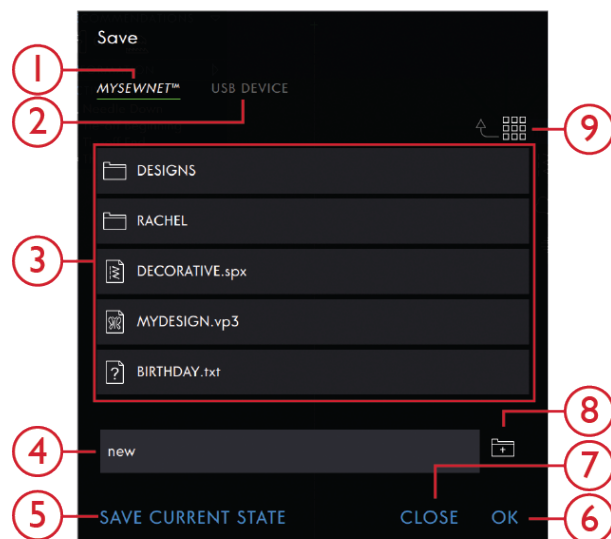 Save
1
MYSEWNET™
USB DEVICE
2
9
DESIGNS
RACHEL
3
DECORATIVE.spx
MYDESIGN.vp3
?
BIRTHDAY.txt
8
4
new
7
5
SAVE CURRENT STATE
CLOSE
OK
6